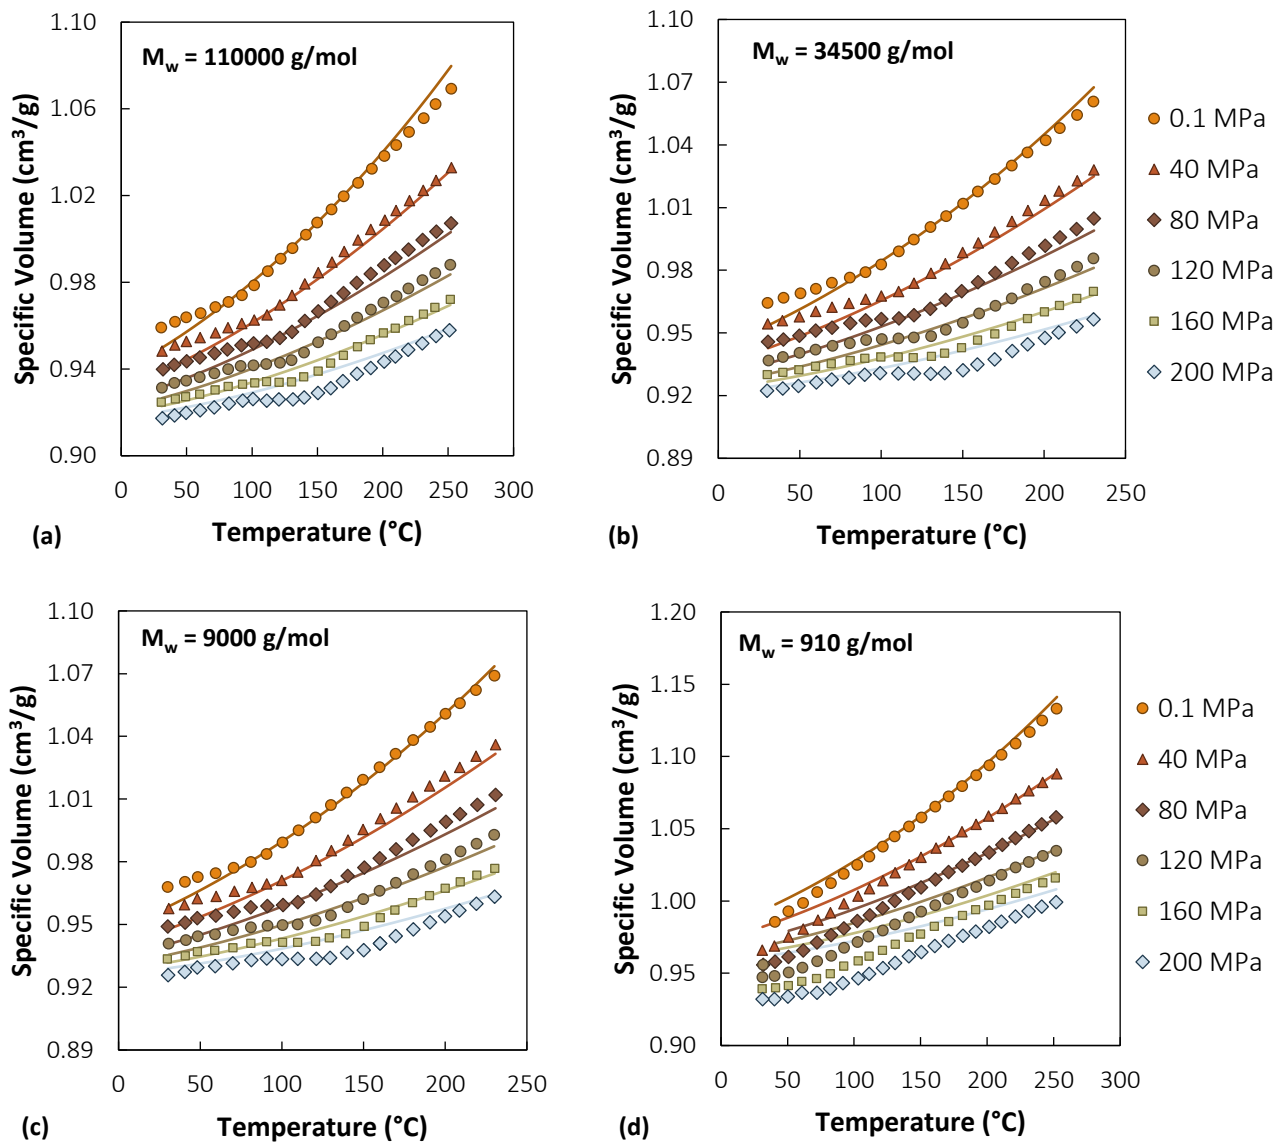 Specific Volume (cm³/g)
1.10
1.06
1.02
0.98
0.94
0.90
M_w = 110000 g/mol
0 50 100 150 200 250 300
(a) Temperature (°C)
Specific Volume (cm³/g)
1.10
1.07
1.04
1.01
0.98
0.95
0.92
0.89
M_w = 34500 g/mol
0 50 100 150 200 250
(b) Temperature (°C)
0.1 MPa
40 MPa
80 MPa
120 MPa
160 MPa
200 MPa
Specific Volume (cm³/g)
1.10
1.07
1.04
1.01
0.98
0.95
0.92
0.89
M_w = 9000 g/mol
0 50 100 150 200 250
(c) Temperature (°C)
Specific Volume (cm³/g)
1.20
1.15
1.10
1.05
1.00
0.95
0.90
M_w = 910 g/mol
0 50 100 150 200 250 300
(d) Temperature (°C)
0.1 MPa
40 MPa
80 MPa
120 MPa
160 MPa
200 MPa